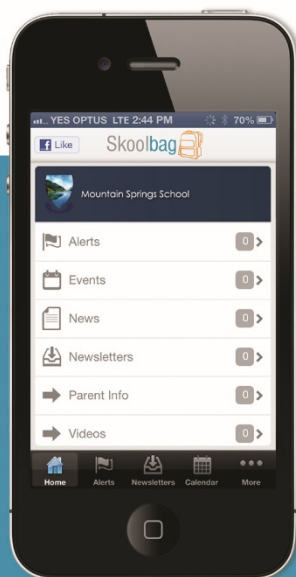 YES OPTUS LTE 2:44 PM 70%
f Like Skoolbag
Mountain Springs School
Alerts 0
Events 0
News 0
Newsletters 0
Parent Info 0
Videos 0
Home Alerts Newsletters Calendar More